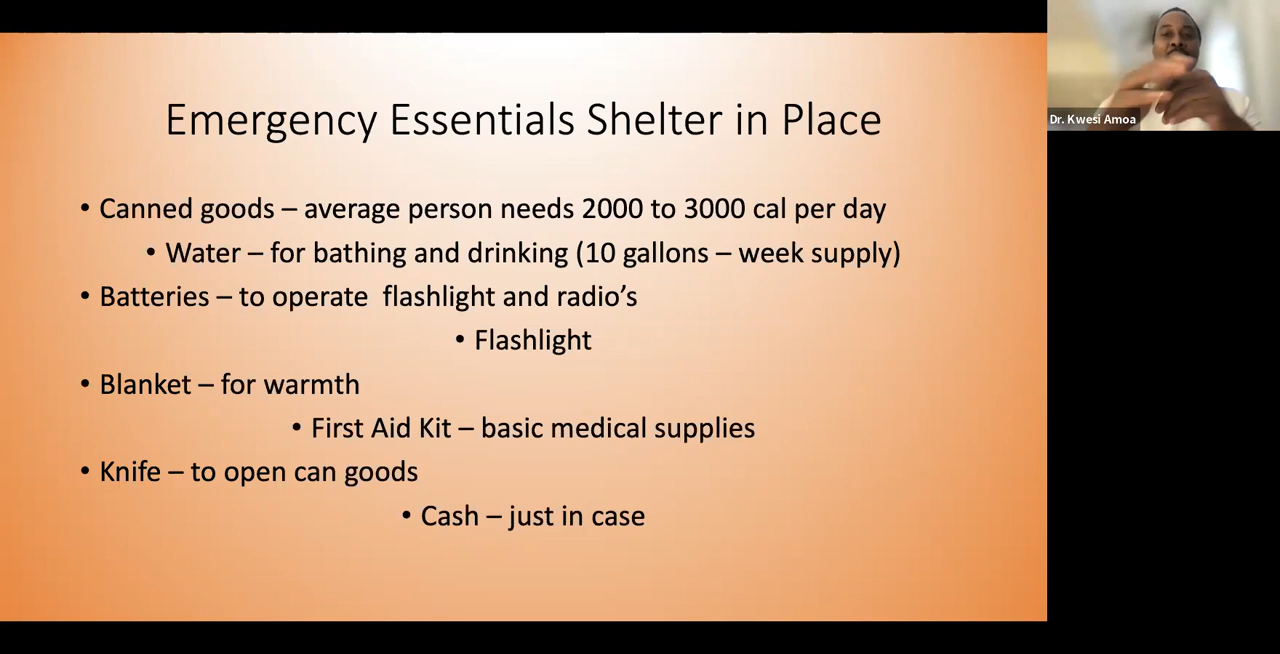 Emergency Essentials Shelter in Place
• Canned goods – average person needs 2000 to 3000 cal per day
• Water – for bathing and drinking (10 gallons – week supply)
• Batteries – to operate  flashlight and radio’s
• Flashlight
• Blanket – for warmth
• First Aid Kit – basic medical supplies
• Knife – to open can goods
• Cash – just in case
Dr. Kwesi Amoa